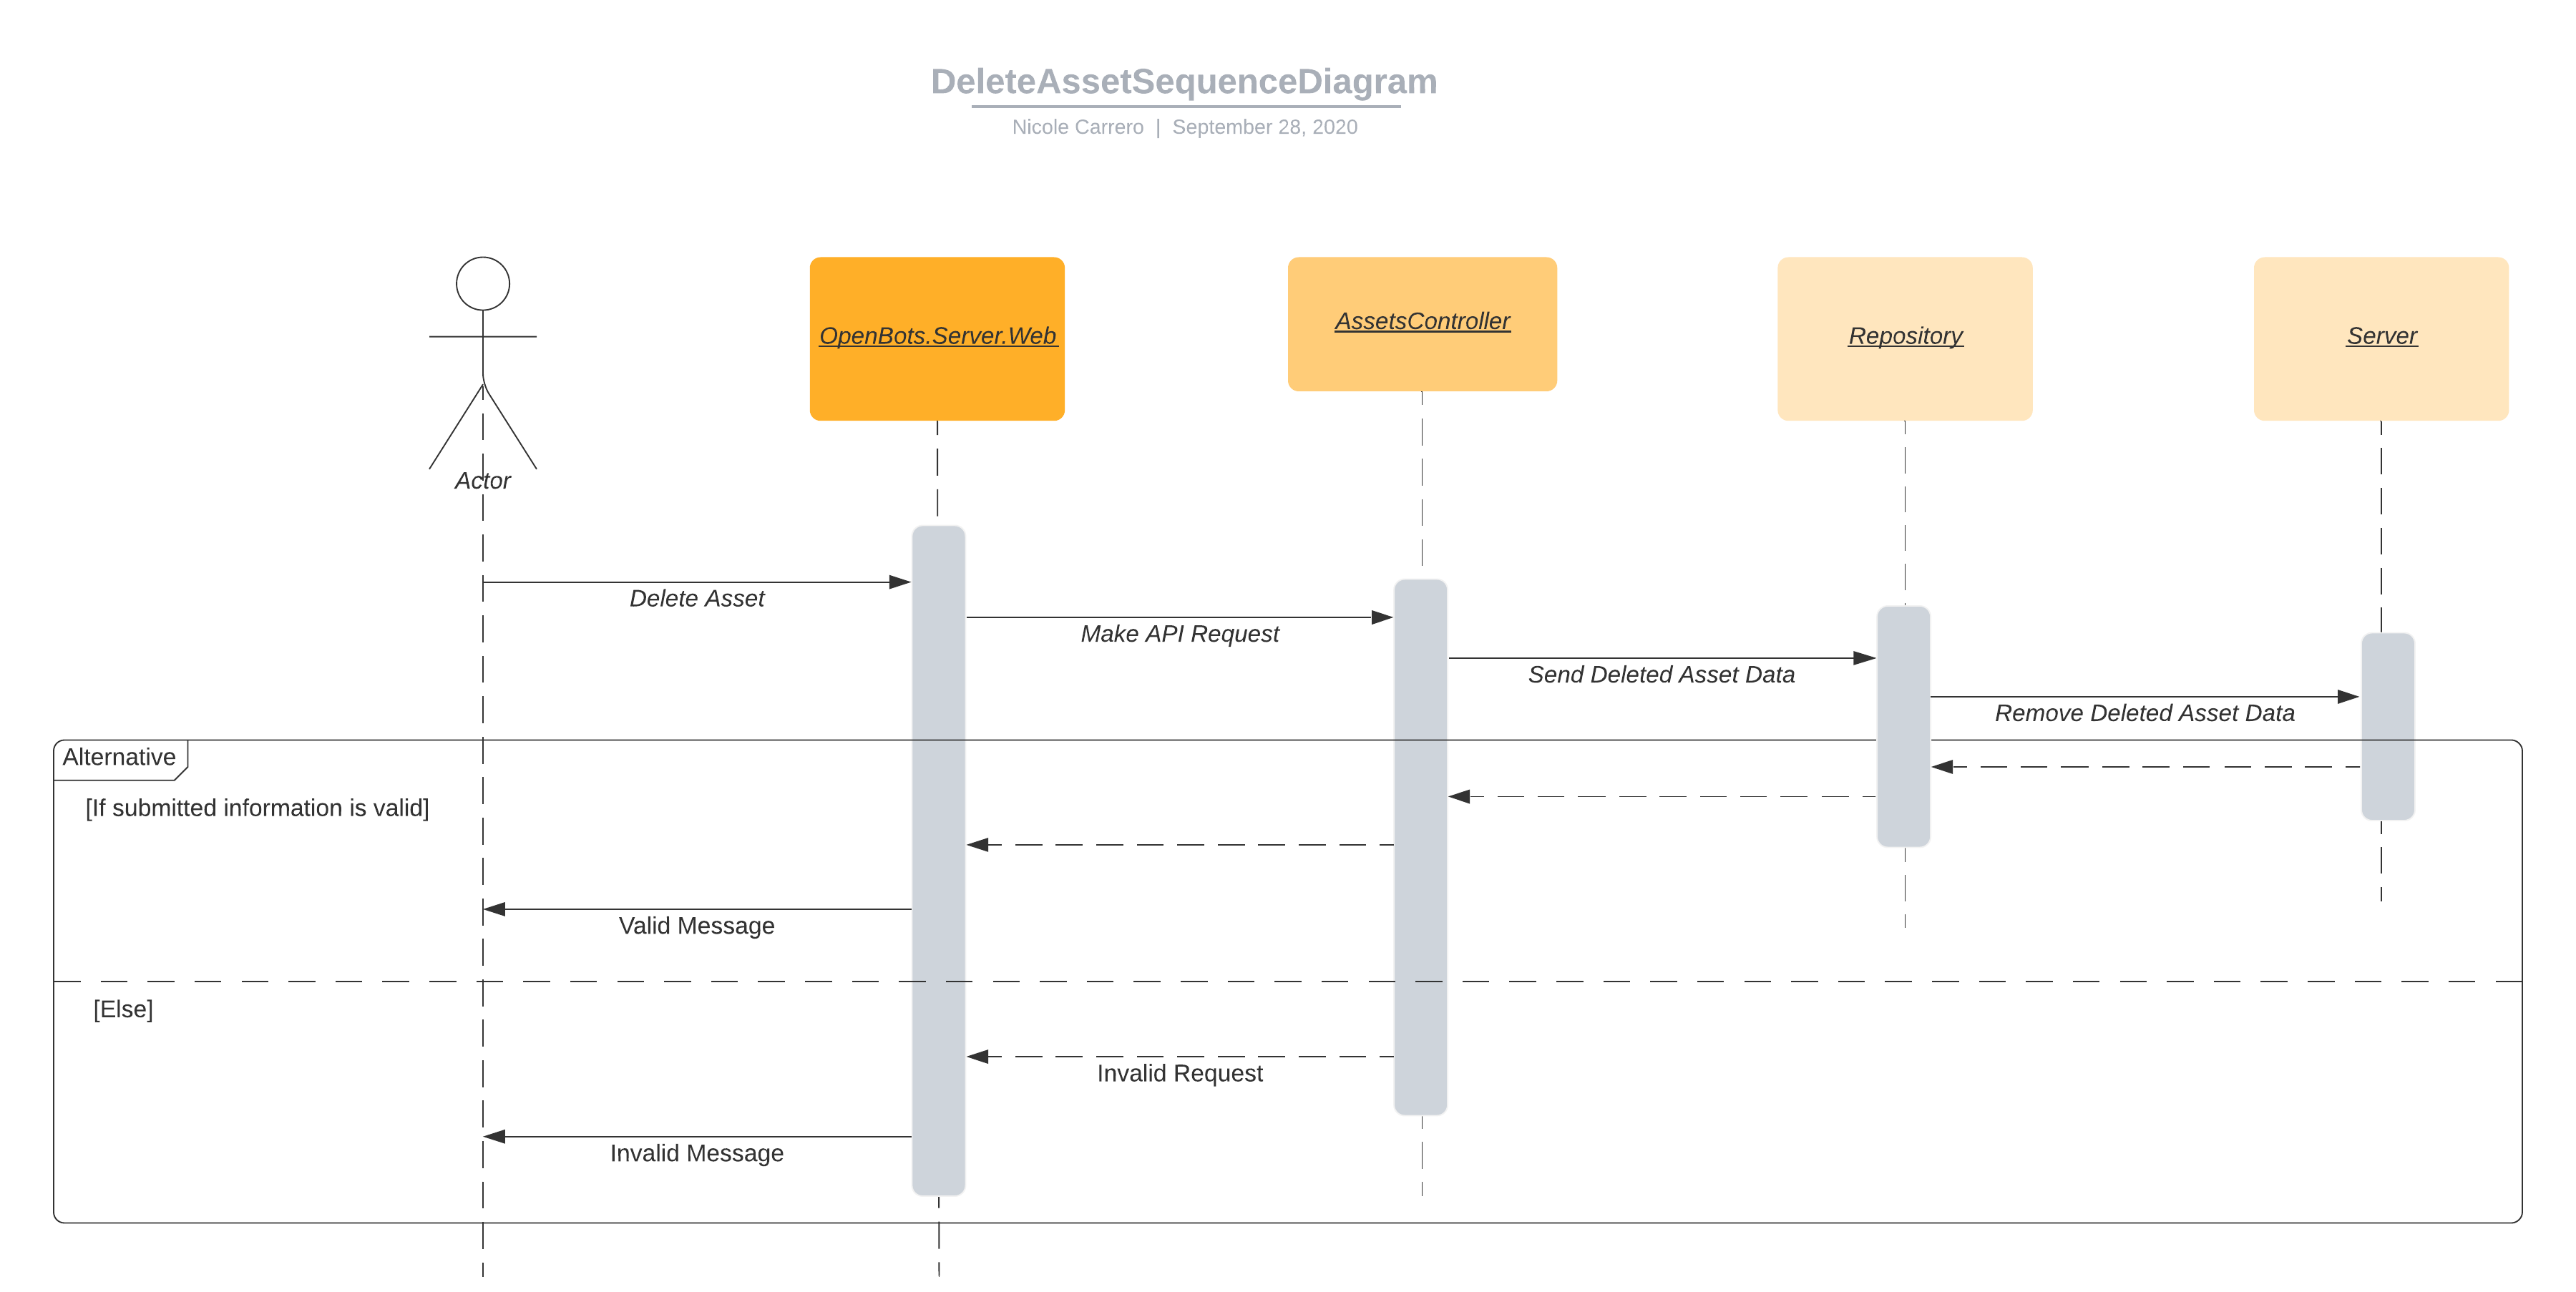 DeleteAssetSequenceDiagram
Nicole Carrero | September 28, 2020
Actor
OpenBots.Server.Web
AssetsController
Repository
Server
Delete Asset
Make API Request
Send Deleted Asset Data
Remove Deleted Asset Data
Alternative
[If submitted information is valid]
Valid Message
[Else]
Invalid Request
Invalid Message